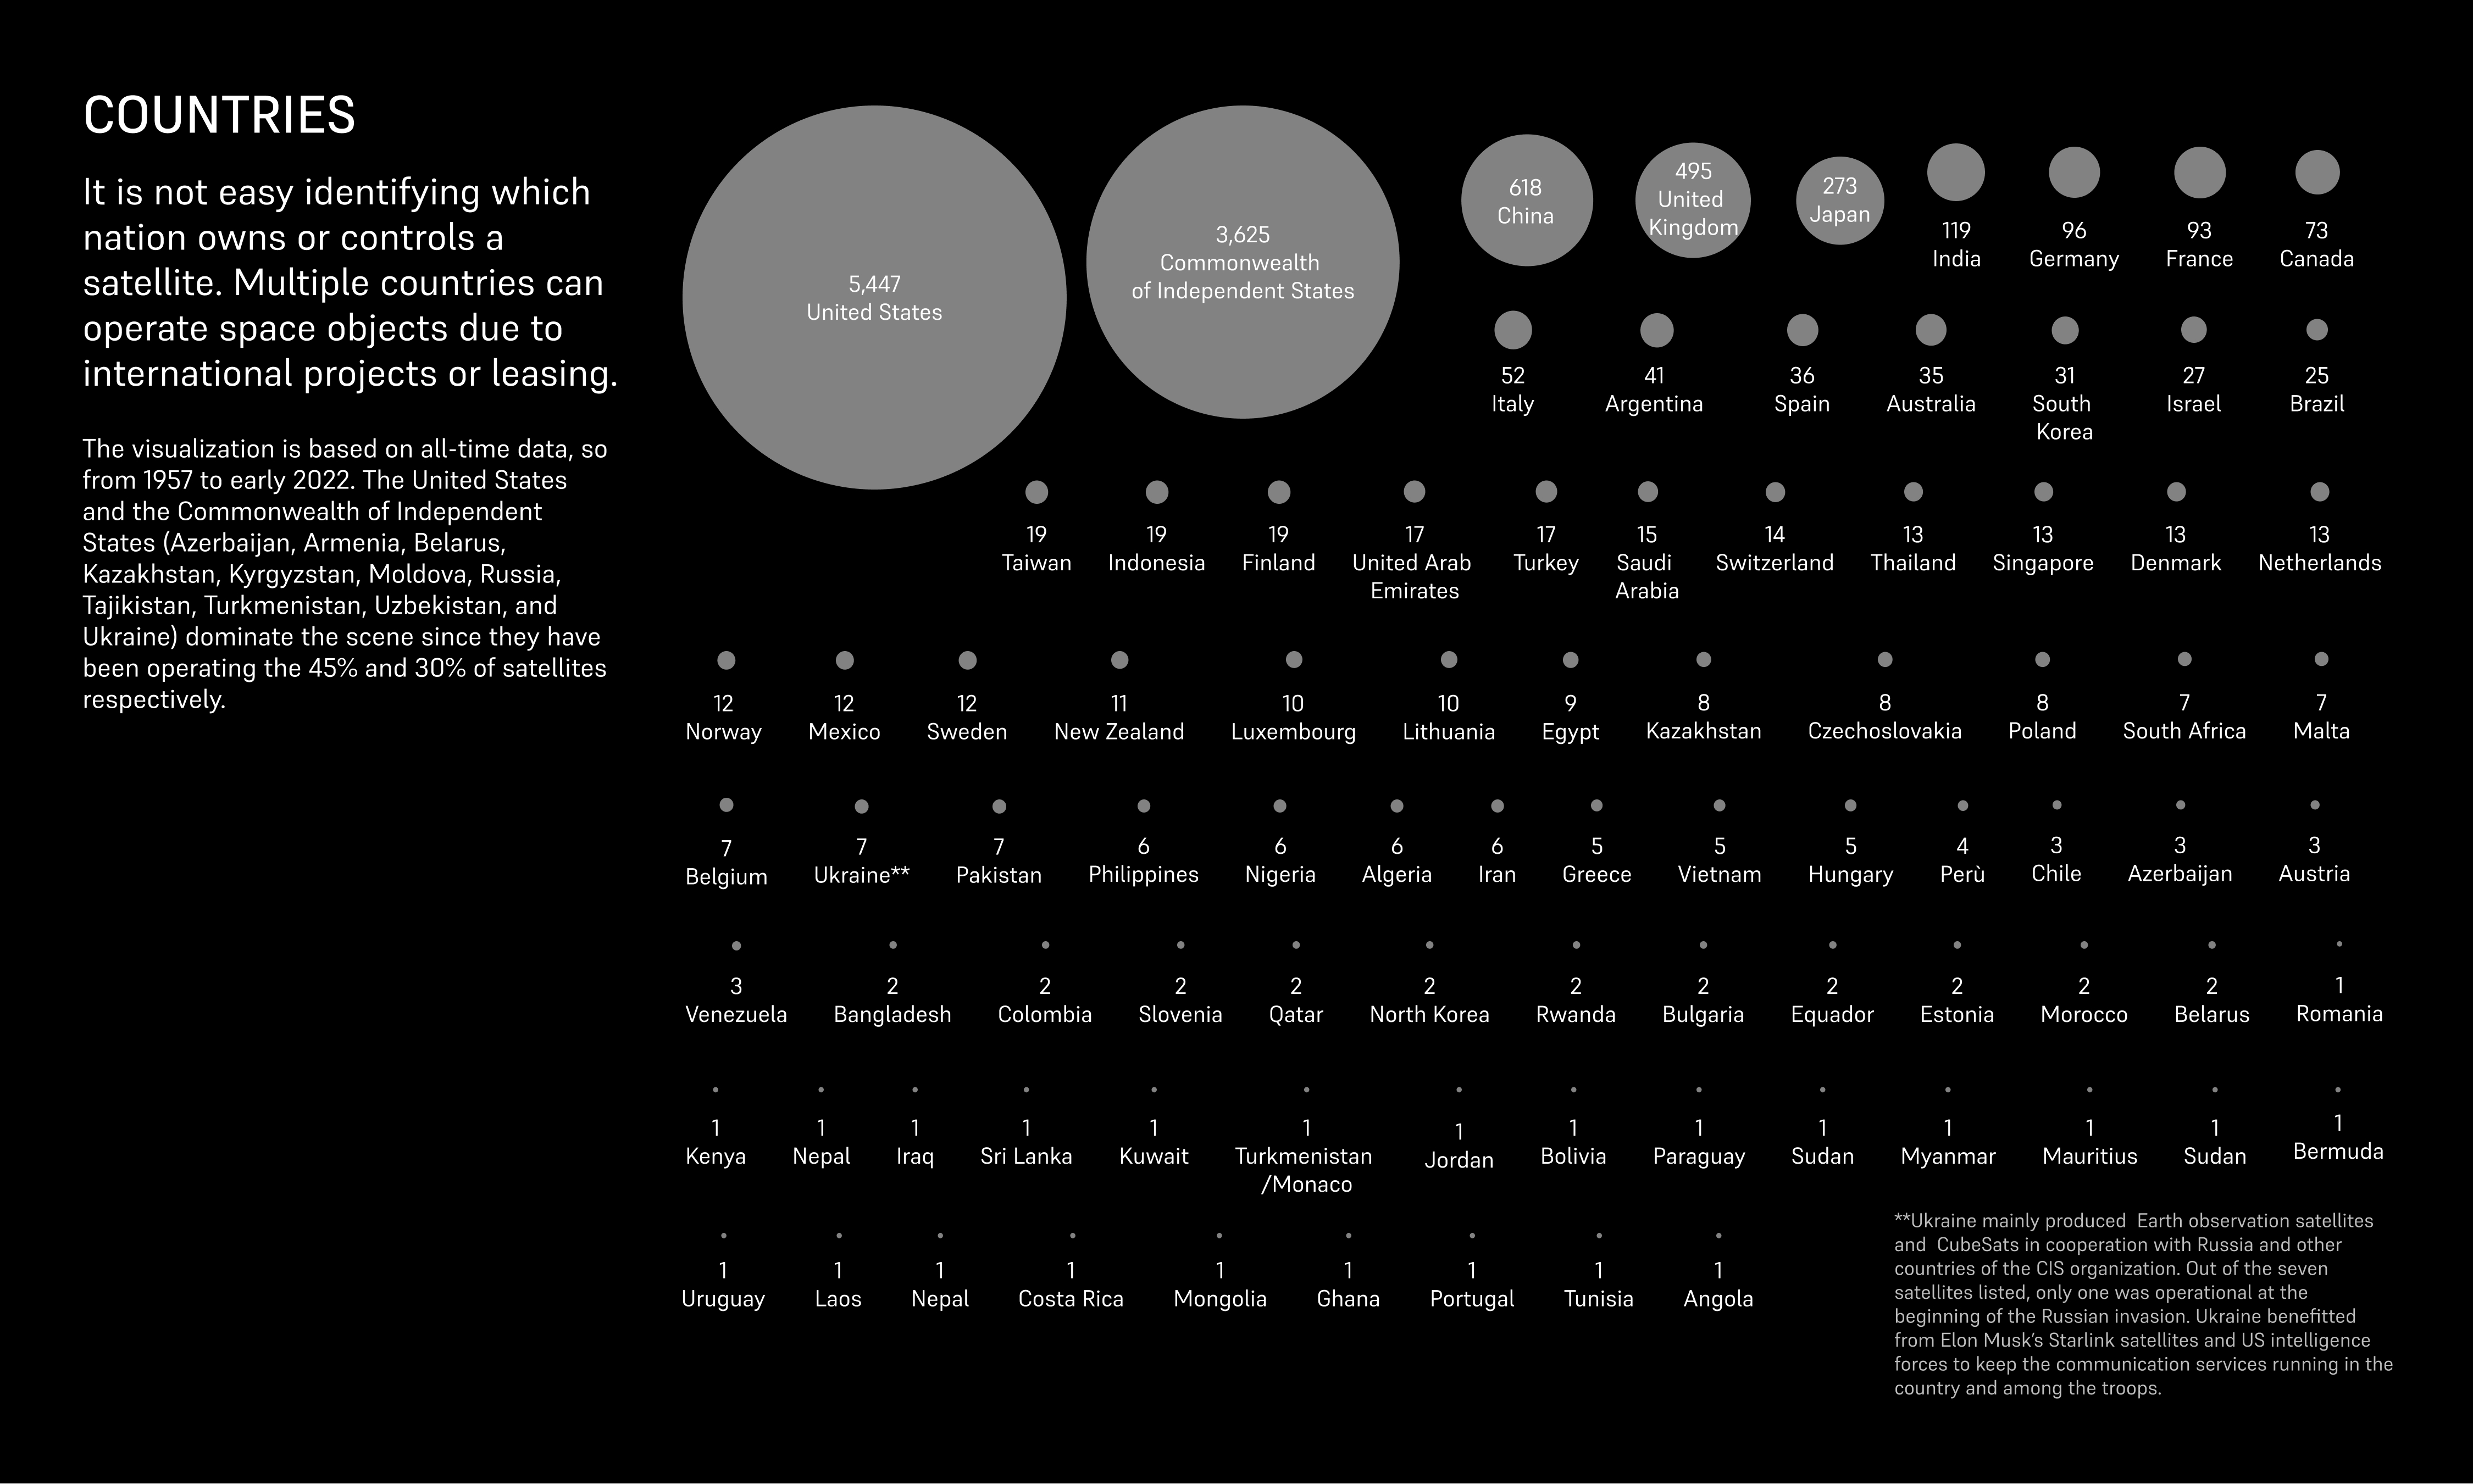 COUNTRIES
It is not easy identifying which
nation owns or controls a
satellite. Multiple countries can
operate space objects due to
international projects or leasing.
The visualization is based on all-time data, so
from 1957 to early 2022. The United States
and the Commonwealth of Independent
States (Azerbaijan, Armenia, Belarus,
Kazakhstan, Kyrgyzstan, Moldova, Russia,
Tajikistan, Turkmenistan, Uzbekistan, and
Ukraine) dominate the scene since they have
been operating the 45% and 30% of satellites
respectively.
5,447
United States
3,625
Commonwealth
of Independent States
618
China
495
United
Kingdom
273
Japan
119
India
96
Germany
93
France
73
Canada
52
Italy
41
Argentina
36
Spain
35
Australia
31
South
Korea
27
Israel
25
Brazil
19
Taiwan
19
Indonesia
19
Finland
17
United Arab
Emirates
17
Turkey
15
Saudi
Arabia
14
Switzerland
13
Thailand
13
Singapore
13
Denmark
13
Netherlands
12
Norway
12
Mexico
12
Sweden
11
New Zealand
10
Luxembourg
10
Lithuania
9
Egypt
8
Kazakhstan
8
Czechoslovakia
8
Poland
7
South Africa
7
Malta
7
Belgium
7
Ukraine**
7
Pakistan
6
Philippines
6
Nigeria
6
Algeria
6
Iran
5
Greece
5
Vietnam
5
Hungary
4
Perù
3
Chile
3
Azerbaijan
3
Austria
3
Venezuela
2
Bangladesh
2
Colombia
2
Slovenia
2
Qatar
2
North Korea
2
Rwanda
2
Bulgaria
2
Equador
2
Estonia
2
Morocco
2
Belarus
1
Romania
1
Kenya
1
Nepal
1
Iraq
1
Sri Lanka
1
Kuwait
1
Turkmenistan
/Monaco
1
Jordan
1
Bolivia
1
Paraguay
1
Sudan
1
Myanmar
1
Mauritius
1
Sudan
1
Bermuda
1
Uruguay
1
Laos
1
Nepal
1
Costa Rica
1
Mongolia
1
Ghana
1
Portugal
1
Tunisia
1
Angola
**Ukraine mainly produced  Earth observation satellites
and  CubeSats in cooperation with Russia and other
countries of the CIS organization. Out of the seven
satellites listed, only one was operational at the
beginning of the Russian invasion. Ukraine benefitted
from Elon Musk's Starlink satellites and US intelligence
forces to keep the communication services running in the
country and among the troops.